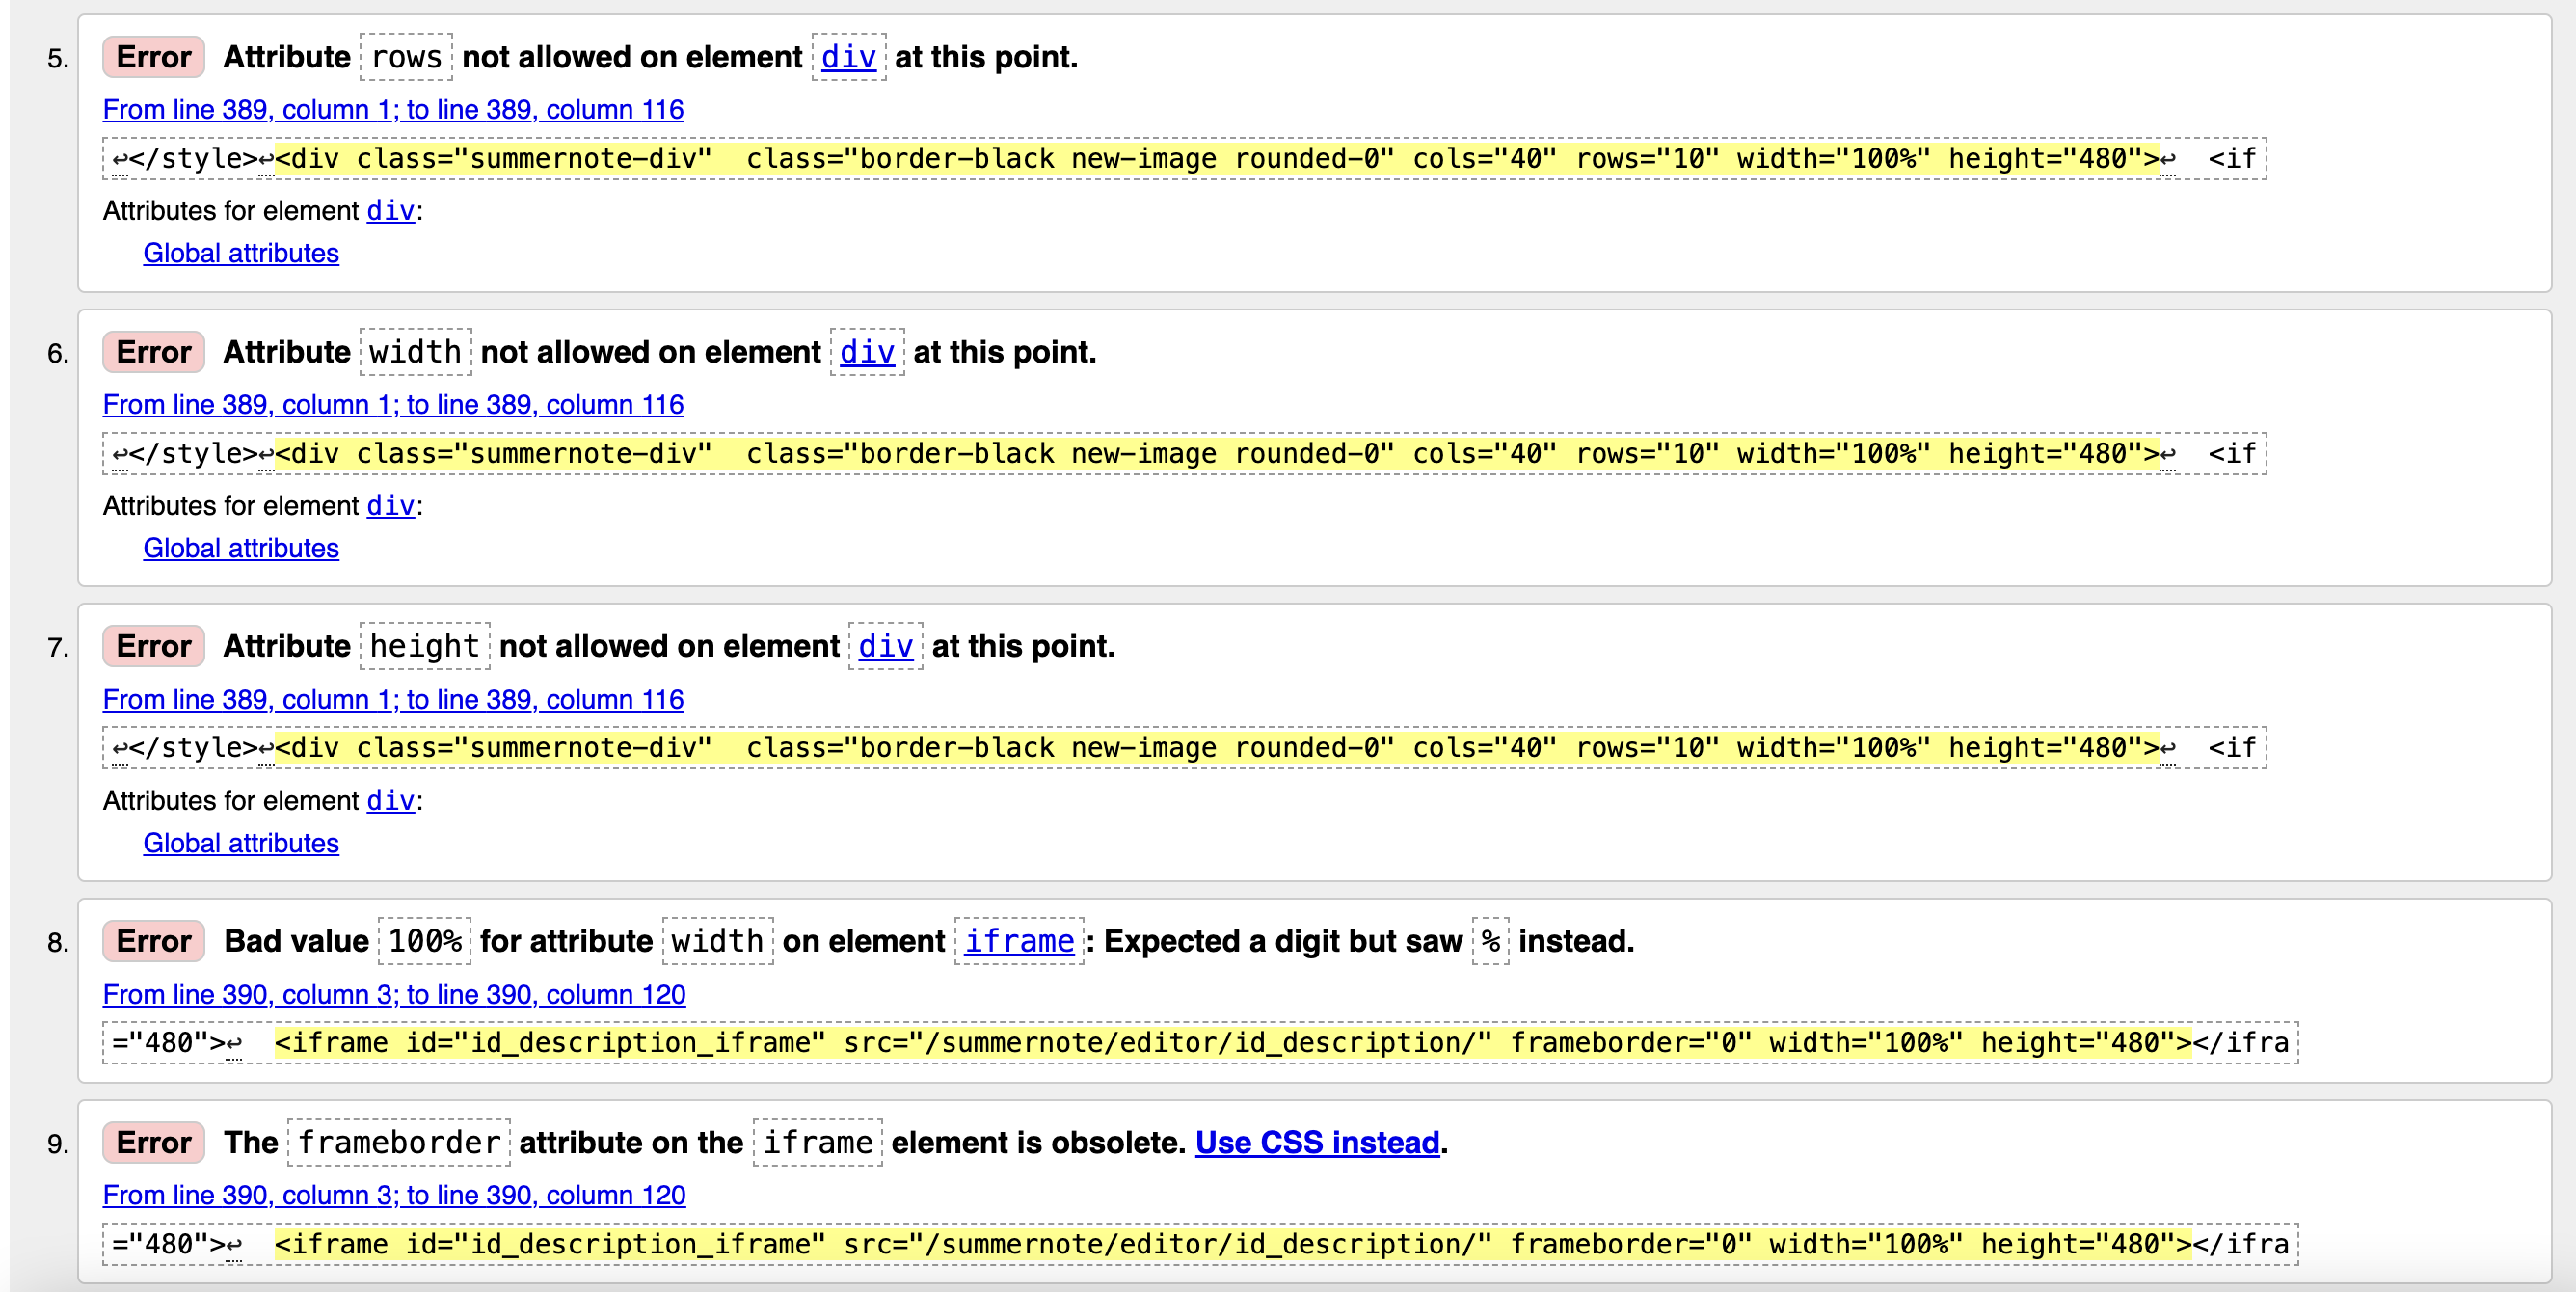 5. Error Attribute rows not allowed on element div at this point.
From line 389, column 1; to line 389, column 116
↩</style>↩<div class="summernote-div"  class="border-black new-image rounded-0" cols="40" rows="10" width="100%" height="480">↩  <if
Attributes for element div:
Global attributes
6. Error Attribute width not allowed on element div at this point.
From line 389, column 1; to line 389, column 116
↩</style>↩<div class="summernote-div"  class="border-black new-image rounded-0" cols="40" rows="10" width="100%" height="480">↩  <if
Attributes for element div:
Global attributes
7. Error Attribute height not allowed on element div at this point.
From line 389, column 1; to line 389, column 116
↩</style>↩<div class="summernote-div"  class="border-black new-image rounded-0" cols="40" rows="10" width="100%" height="480">↩  <if
Attributes for element div:
Global attributes
8. Error Bad value 100% for attribute width on element iframe: Expected a digit but saw % instead.
From line 390, column 3; to line 390, column 120
="480">↩  <iframe id="id_description_iframe" src="/summernote/editor/id_description/" frameborder="0" width="100%" height="480"></ifra
9. Error The frameborder attribute on the iframe element is obsolete. Use CSS instead.
From line 390, column 3; to line 390, column 120
="480">↩  <iframe id="id_description_iframe" src="/summernote/editor/id_description/" frameborder="0" width="100%" height="480"></ifra